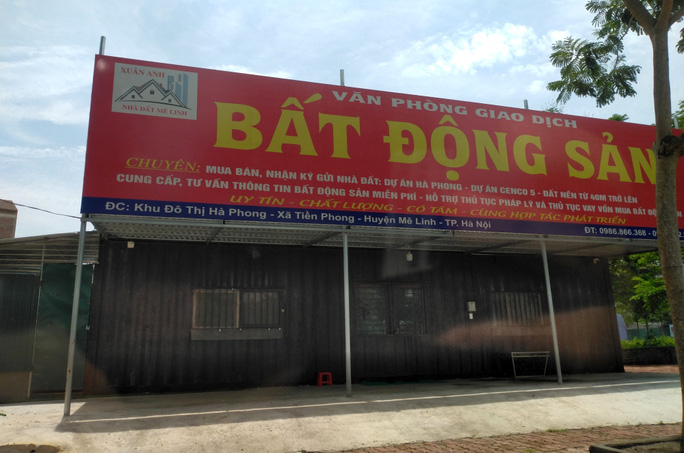 XUÂN ANH
NHÀ ĐẤT MÊ LINH
VĂN PHÒNG GIAO DỊCH
BẤT ĐỘNG SẢN
CHUYÊN: MUA BÁN, NHẬN KÝ GỬI NHÀ ĐẤT: DỰ ÁN HÀ PHONG - DỰ ÁN CENCO 5 - ĐẤT NỀN TỪ 40M TRỞ LÊN
CUNG CẤP, TƯ VẤN THÔNG TIN BẤT ĐỘNG SẢN MIỄN PHÍ - HỖ TRỢ THỦ TỤC PHÁP LÝ VÀ THỦ TỤC VAY VỐN MUA BẤT ĐỘNG
UY TÍN - CHẤT LƯỢNG - CÓ TÂM - CÙNG HỢP TÁC PHÁT TRIỂN
ĐC: Khu Đô Thị Hà Phong - Xã Tiền Phong - Huyện Mê Linh - TP. Hà Nội
ĐT: 0986.866.368 -